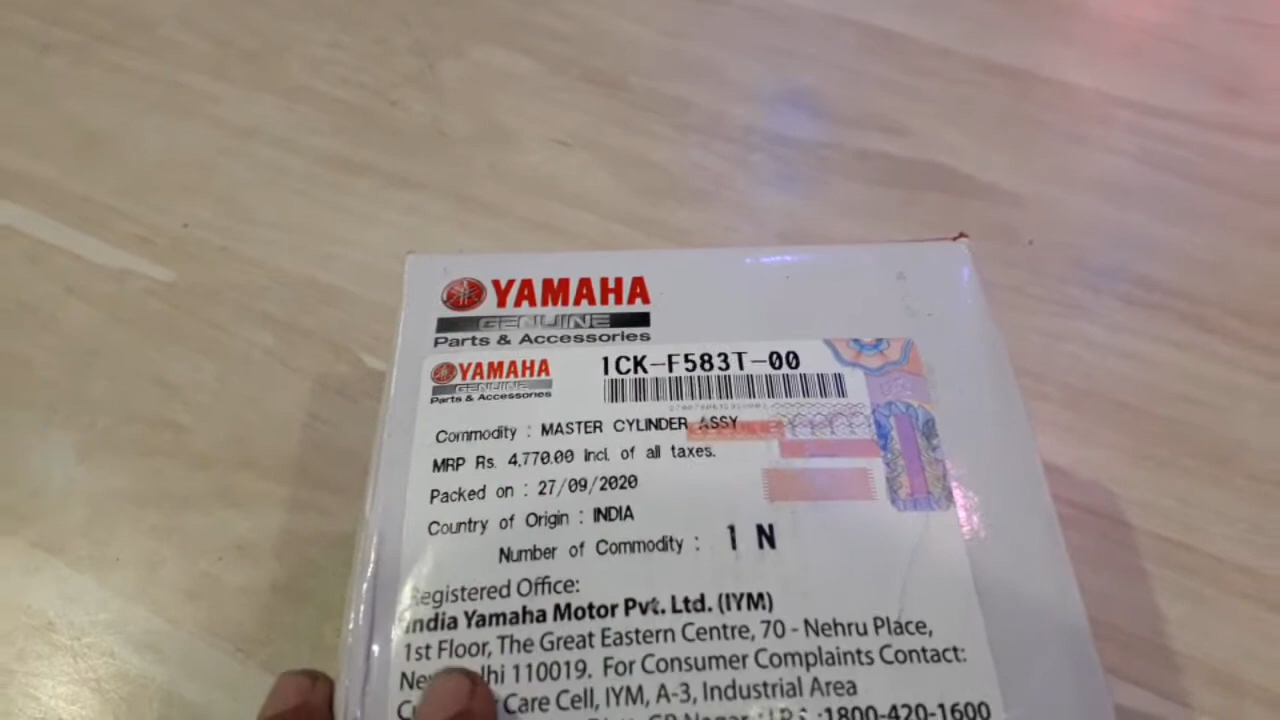 YAMAHA
GENUINE
Parts & Accessories
YAMAHA
GENUINE
Parts & Accessories
1CK-F583T-00
Commodity : MASTER CYLINDER ASSY
MRP Rs. 4,770.00 Incl. of all taxes.
Packed on : 27/09/2020
Country of Origin : INDIA
Number of Commodity : 1 N
Registered Office:
India Yamaha Motor Pvt. Ltd. (IYM)
1st Floor, The Great Eastern Centre, 70 - Nehru Place,
110019. For Consumer Complaints Contact:
Care Cell, IYM, A-3, Industrial Area
1800-420-1600